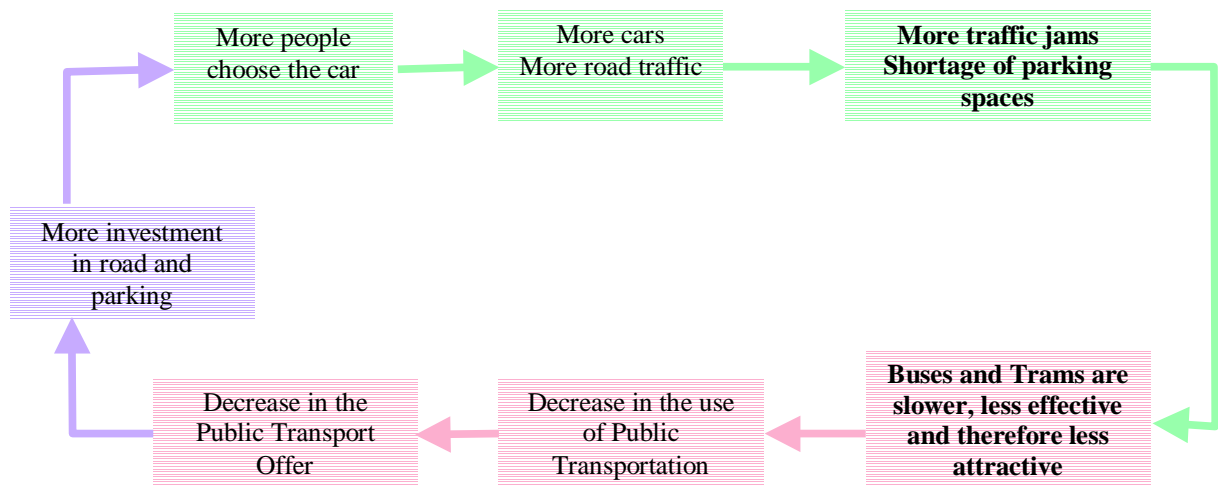 More people
choose the car
More cars
More road traffic
More traffic jams
Shortage of parking
spaces
More investment
in road and
parking
Decrease in the
Public Transport
Offer
Decrease in the use
of Public
Transportation
Buses and Trams are
slower, less effective
and therefore less
attractive